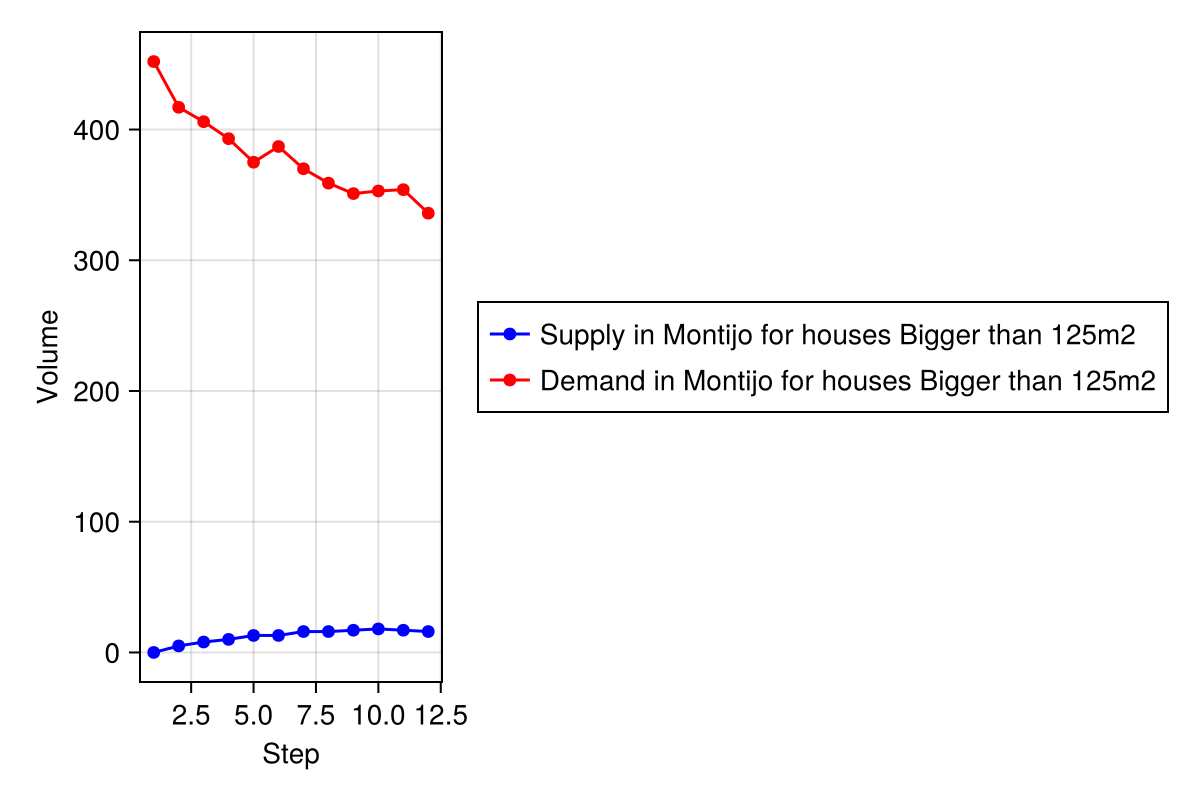 400
300
200
100
0
Volume
2.5 5.0 7.5 10.0 12.5
Step
Supply in Montijo for houses Bigger than 125m2
Demand in Montijo for houses Bigger than 125m2